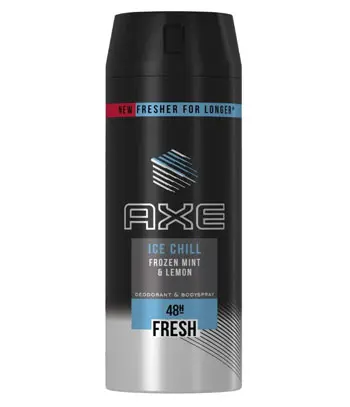 NEW FRESHER FOR LONGER*
AXE
ICE CHILL
FROZEN MINT
& LEMON
DEODORANT & BODYSPRAY
48H
FRESH